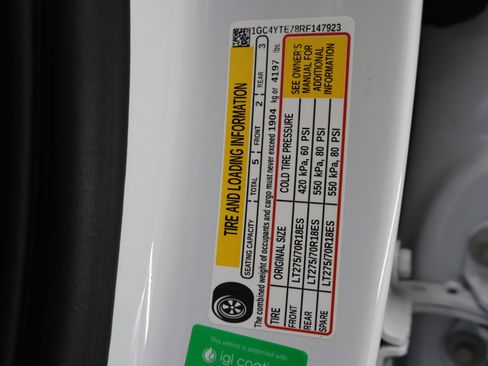 1GC4YTE78RF147923
TIRE AND LOADING INFORMATION
SEATING CAPACITY TOTAL 5 FRONT 2 REAR 3
The combined weight of occupants and cargo must never exceed 1904 kg or 4197 lbs
TIRE ORIGINAL SIZE COLD TIRE PRESSURE
FRONT LT275/70R18ES 420 kPa, 60 PSI
REAR LT275/70R18ES 550 kPa, 80 PSI
SPARE LT275/70R18ES 550 kPa, 80 PSI
SEE OWNER'S
MANUAL FOR
ADDITIONAL
INFORMATION
This vehicle is protected with
igl coati